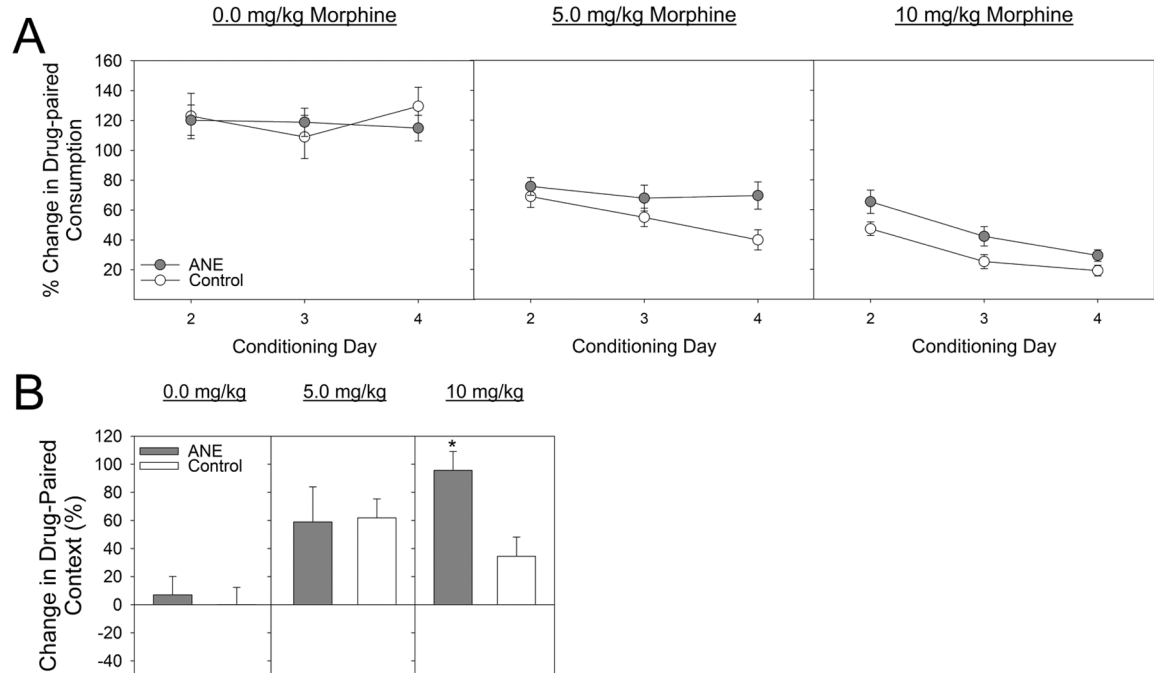 A
0.0 mg/kg Morphine
5.0 mg/kg Morphine
10 mg/kg Morphine
% Change in Drug-paired
Consumption
160
140
120
100
80
60
40
20
ANE
Control
2
3
4
2
3
4
2
3
4
Conditioning Day
Conditioning Day
Conditioning Day
B
0.0 mg/kg
5.0 mg/kg
10 mg/kg
Change in Drug-Paired
Context (%)
120
100
80
60
40
20
0
-20
-40
ANE
Control
*